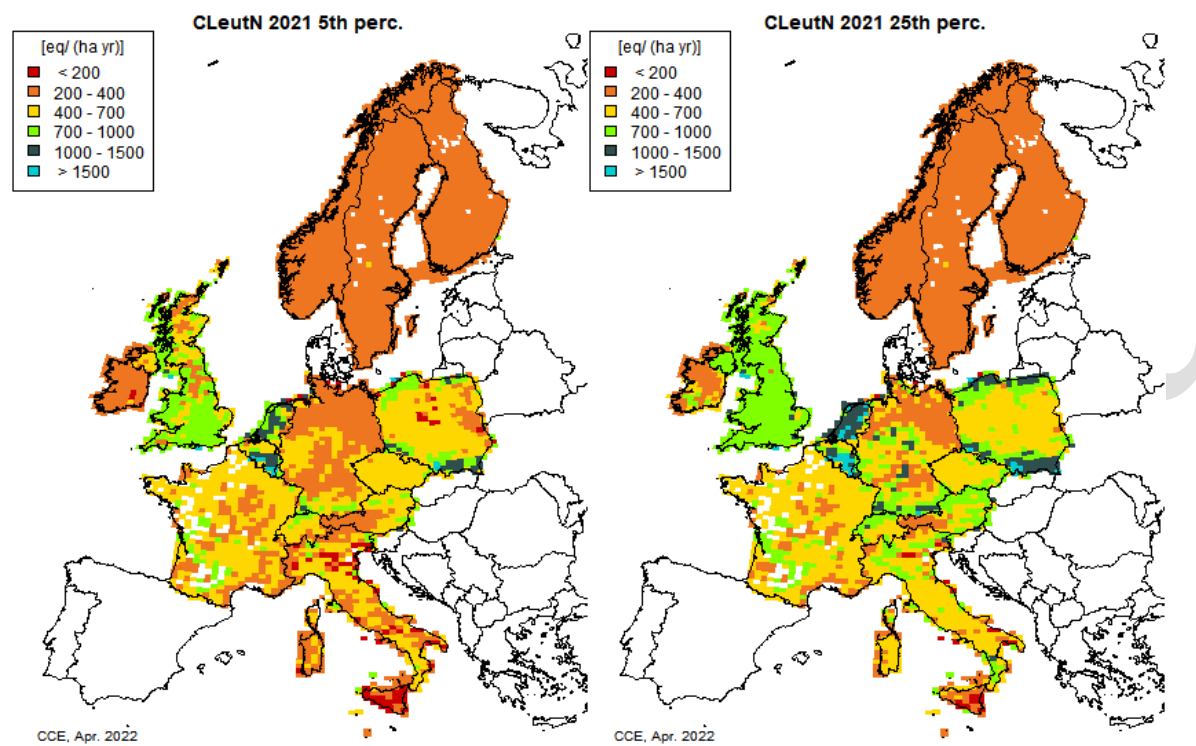 CLeutN 2021 5th perc.
[eq/ (ha yr)]
< 200
200 - 400
400 - 700
700 - 1000
1000 - 1500
> 1500
CCE, Apr. 2022
CLeutN 2021 25th perc.
[eq/ (ha yr)]
< 200
200 - 400
400 - 700
700 - 1000
1000 - 1500
> 1500
CCE, Apr. 2022